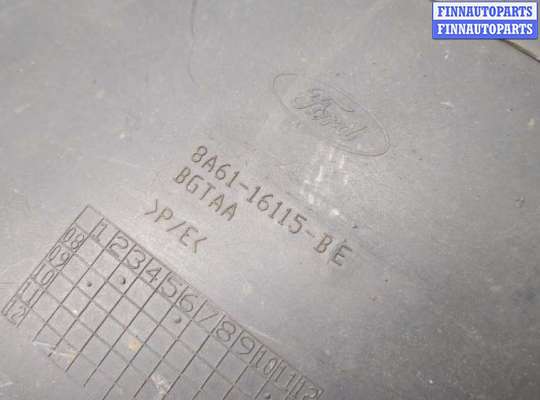 FINNAUTOPARTS
FINNAUTOPARTS
Ford
8A61-16115-BE
BGTAA
>P/E<
1 2 3 4 5 6 7 8 9 10 11 12
08
09
10
11
12